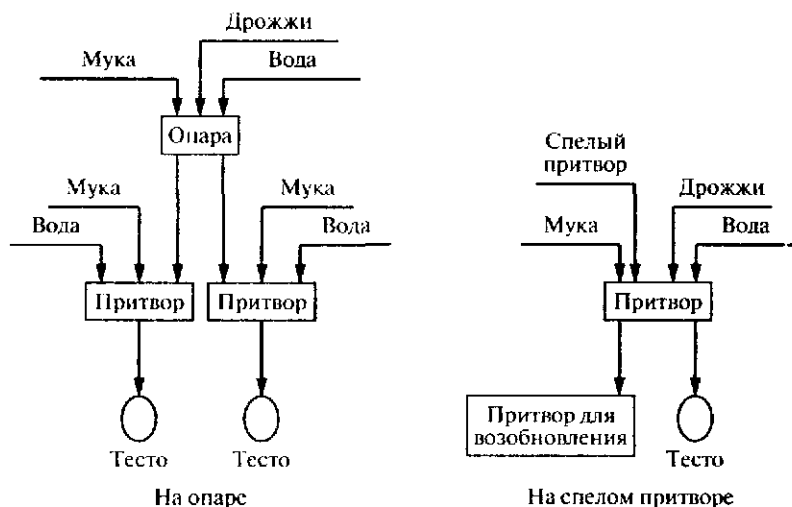 Дрожжи
Мука
Вода
Опара
Мука
Мука
Вода
Вода
Притвор
Притвор
Тесто
Тесто
На опаре
Спелый
притвор
Дрожжи
Мука
Вода
Притвор
Притвор для
возобновления
Тесто
На спелом притворе